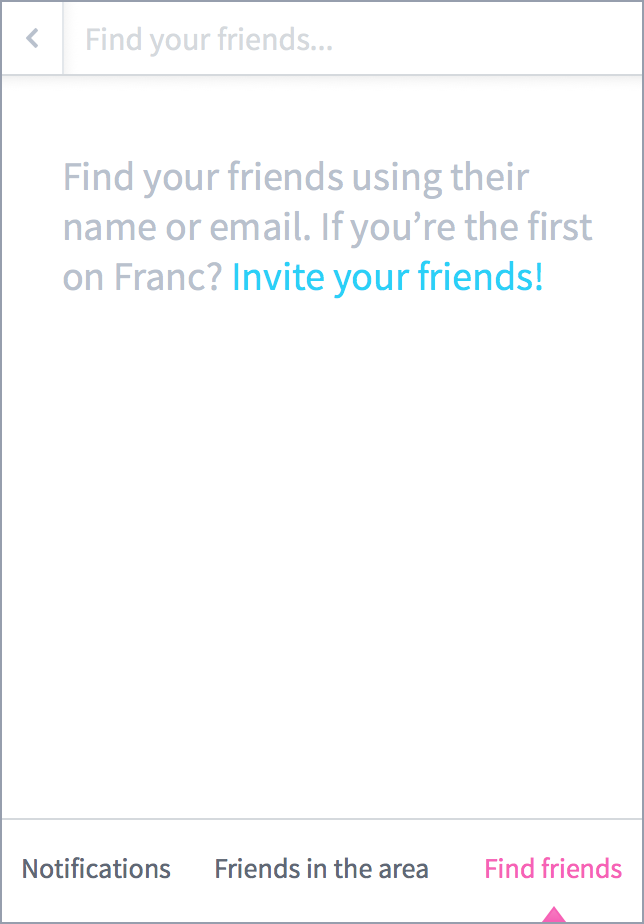 Find your friends...
Find your friends using their
name or email. If you’re the first
on Franc? Invite your friends!
Notifications Friends in the area Find friends